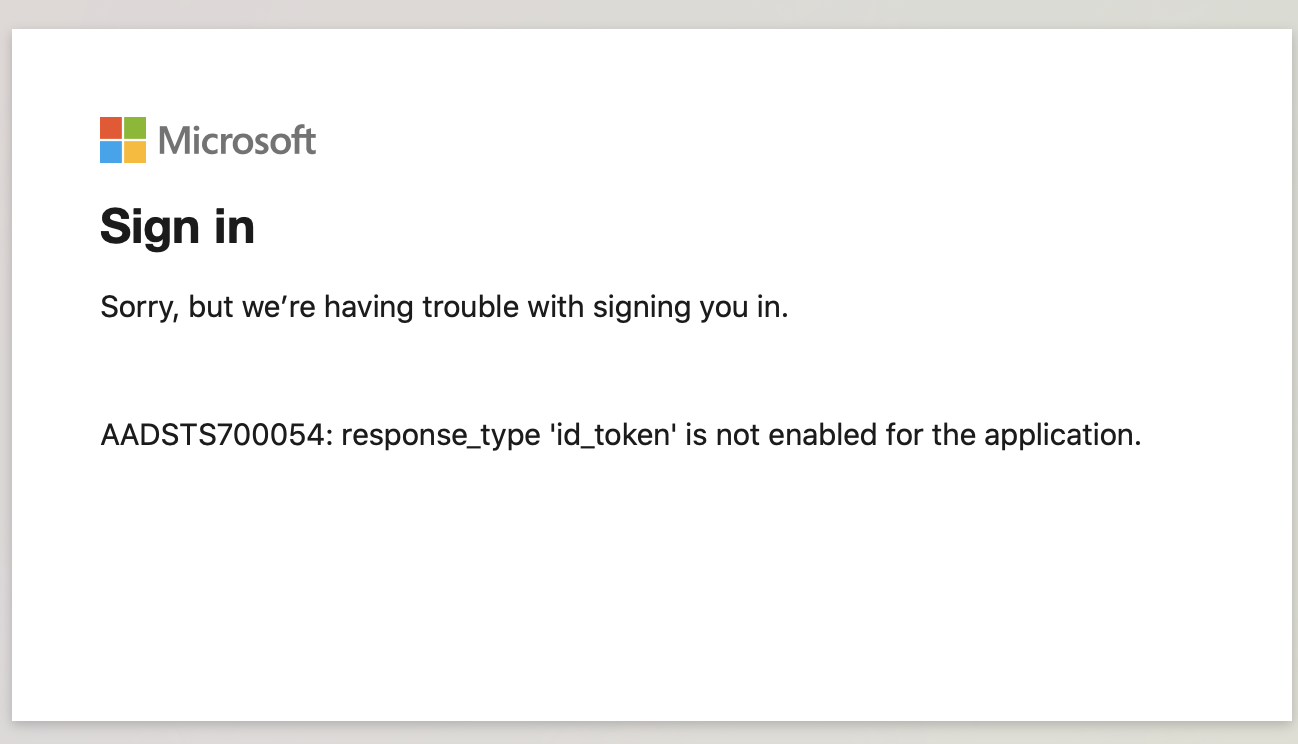 Microsoft
Sign in
Sorry, but we’re having trouble with signing you in.
AADSTS700054: response_type 'id_token' is not enabled for the application.